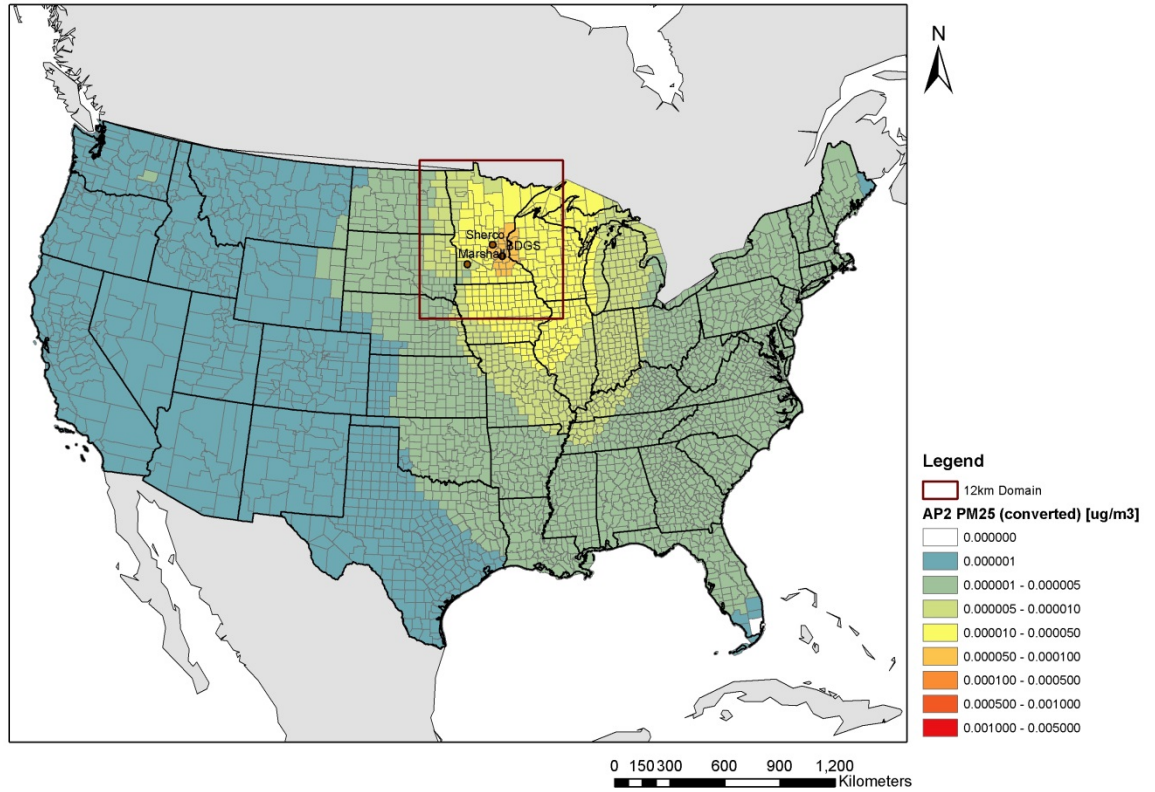 N
Sherco
BDGS
Marshall
Legend
12km Domain
AP2 PM25 (converted) [ug/m3]
0.000000
0.000001
0.000001 - 0.000005
0.000005 - 0.000010
0.000010 - 0.000050
0.000050 - 0.000100
0.000100 - 0.000500
0.000500 - 0.001000
0.001000 - 0.005000
0 150 300 600 900 1,200
Kilometers